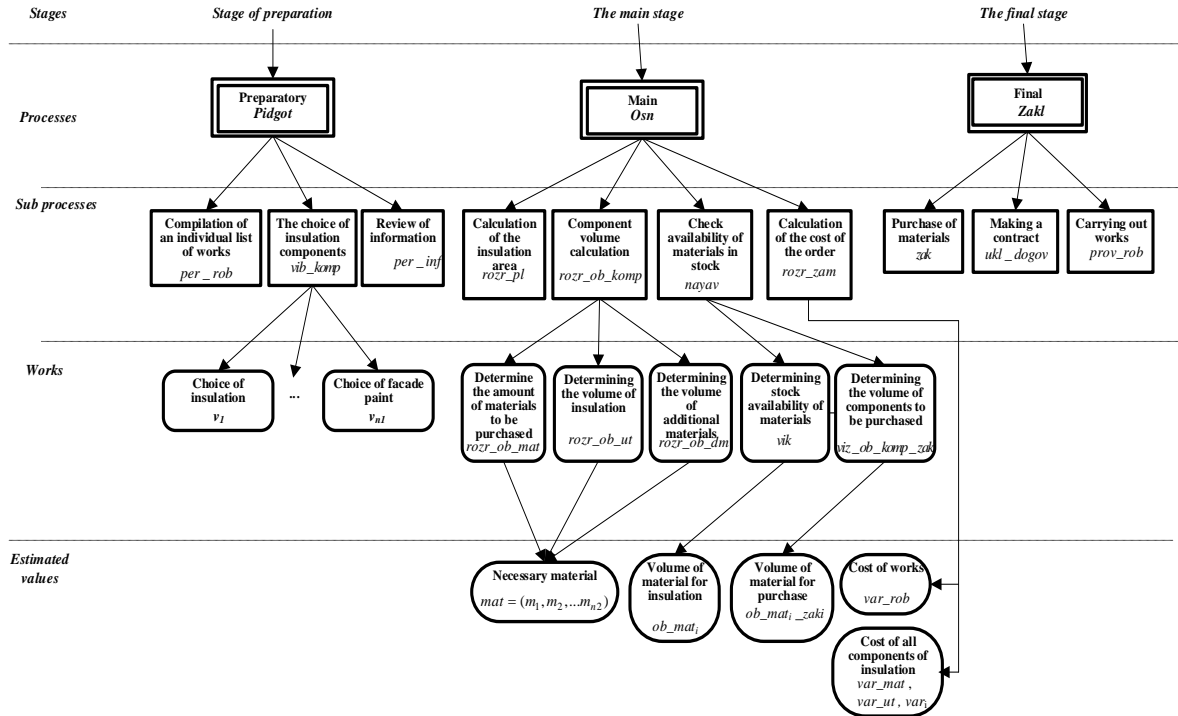 Stages
Stage of preparation
The main stage
The final stage
Processes
Preparatory
Pidgot
Main
Osn
Final
Zakl
Sub processes
Compilation of
an individual list
of works
per _ rob
The choice of
insulation
components
vib_komp
Review of
information
per _ inf
Calculation
of the
insulation
area
rozr_pl
Component
volume
calculation
rozr_ob_komp
Check
availability of
materials in
stock
nayav
Calculation
of the cost of
the order
rozr_zam
Purchase of
materials
zak
Making a
contract
ukl _ dogov
Carrying out
works
prov_rob
Works
Choice of
insulation
v1
...
Choice of facade
paint
vn1
Determine
the amount
of materials
to be
purchased
rozr_ob_mat
Determining
the volume of
insulation
rozr_ob_ut
Determining
the volume
of
additional
materials
rozr_ob_dm
Determining
stock
availability of
materials
vik
Determining
the volume of
components to
be purchased
viz_ob_komp_zak
Estimated
values
Necessary material
mat = (m1, m2, ...mn2)
Volume of
material for
insulation
ob_mati
Volume of
material for
purchase
ob_mati _zaki
Cost of works
var_rob
Cost of all
components of
insulation
var_mat ,
var_ut , vari